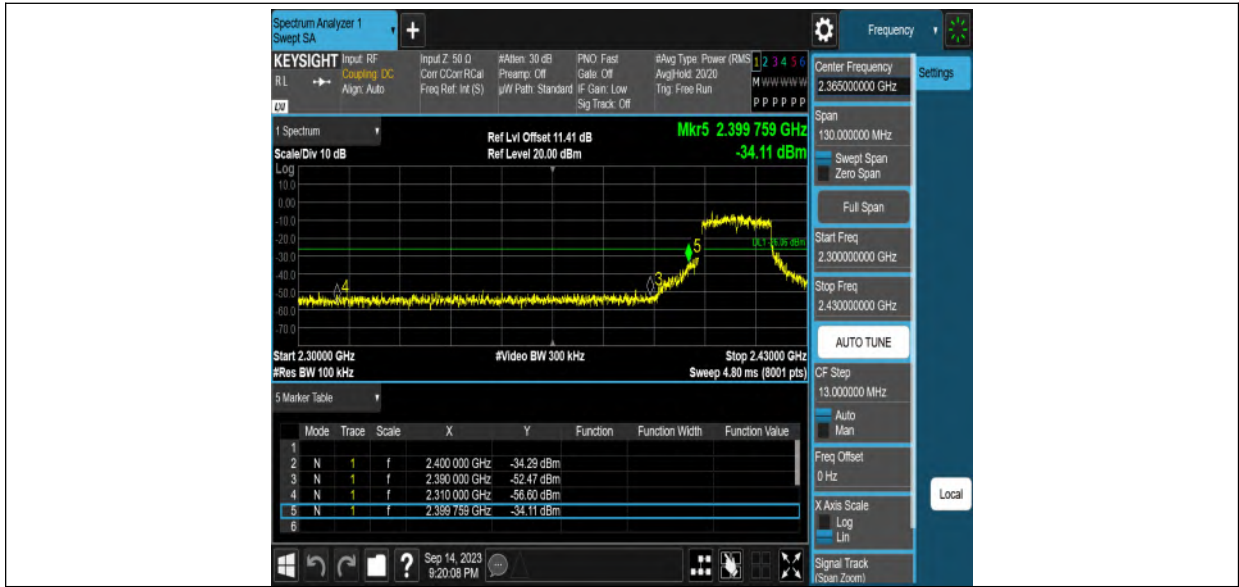 Spectrum Analyzer 1
Swept SA
+
Frequency
KEYSIGHT
RL
LXI
Input: RF
Coupling: DC
Align: Auto
Input Z: 50 Ω
Corr CCorr RCal
Freq Ref: Int (S)
#Atten: 30 dB
Preamp: Off
µW Path: Standard
PNO: Fast
Gate: Off
IF Gain: Low
Sig Track: Off
#Avg Type: Power (RMS
Avg|Hold: 20/20
Trig: Free Run
1 2 3 4 5 6
M W W W W W
P P P P P P
1 Spectrum
Scale/Div 10 dB
Ref Lvl Offset 11.41 dB
Ref Level 20.00 dBm
Mkr5 2.399 759 GHz
-34.11 dBm
Log
10.0
0.00
-10.0
-20.0
-30.0
-40.0
-50.0
-60.0
-70.0
4
3
5
Start 2.30000 GHz
#Res BW 100 kHz
#Video BW 300 kHz
Stop 2.43000 GHz
Sweep 4.80 ms (8001 pts)
5 Marker Table
Mode Trace Scale X Y Function Function Width Function Value
1
2 N 1 f 2.400 000 GHz -34.29 dBm
3 N 1 f 2.390 000 GHz -52.47 dBm
4 N 1 f 2.310 000 GHz -56.60 dBm
5 N 1 f 2.399 759 GHz -34.11 dBm
6
?
Sep 14, 2023
9:20:08 PM
Center Frequency
2.365000000 GHz
Settings
Span
130.000000 MHz
Swept Span
Zero Span
Full Span
Start Freq
2.300000000 GHz
Stop Freq
2.430000000 GHz
AUTO TUNE
CF Step
13.000000 MHz
Auto
Man
Freq Offset
0 Hz
X Axis Scale
Log
Lin
Local
Signal Track
(Span Zoom)